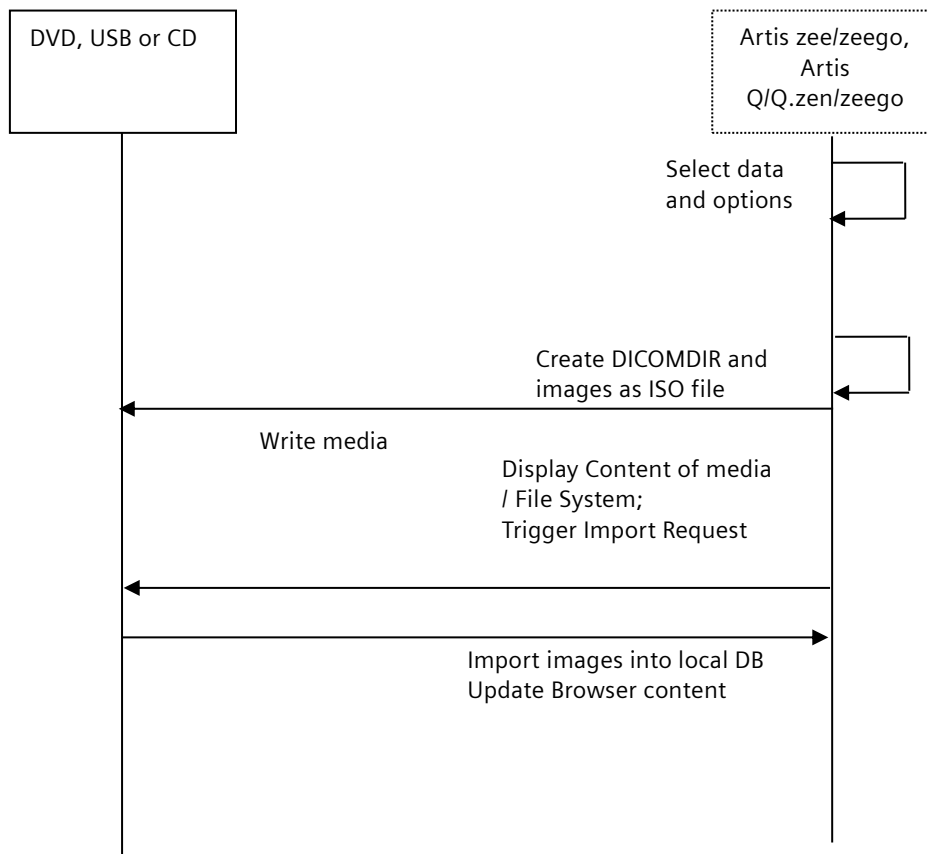 DVD, USB or CD
Artis zee/zeego,
Artis
Q/Q.zen/zeego
Select data
and options
Create DICOMDIR and
images as ISO file
Write media
Display Content of media
/ File System;
Trigger Import Request
Import images into local DB
Update Browser content